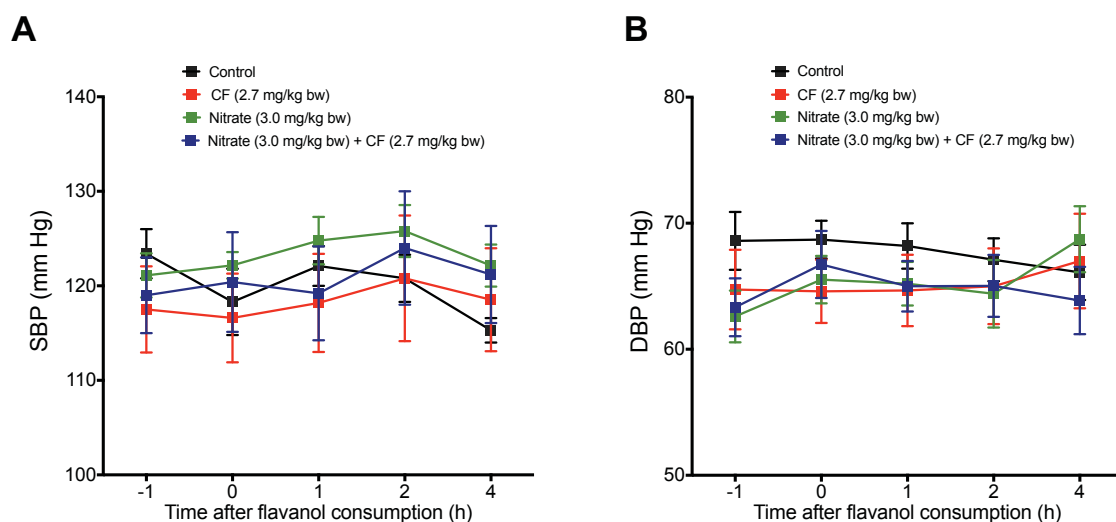 A
Control
CF (2.7 mg/kg bw)
Nitrate (3.0 mg/kg bw)
Nitrate (3.0 mg/kg bw) + CF (2.7 mg/kg bw)
140
130
120
110
100
SBP (mm Hg)
-1 0 1 2 4
Time after flavanol consumption (h)
B
Control
CF (2.7 mg/kg bw)
Nitrate (3.0 mg/kg bw)
Nitrate (3.0 mg/kg bw) + CF (2.7 mg/kg bw)
80
70
60
50
DBP (mm Hg)
-1 0 1 2 4
Time after flavanol consumption (h)